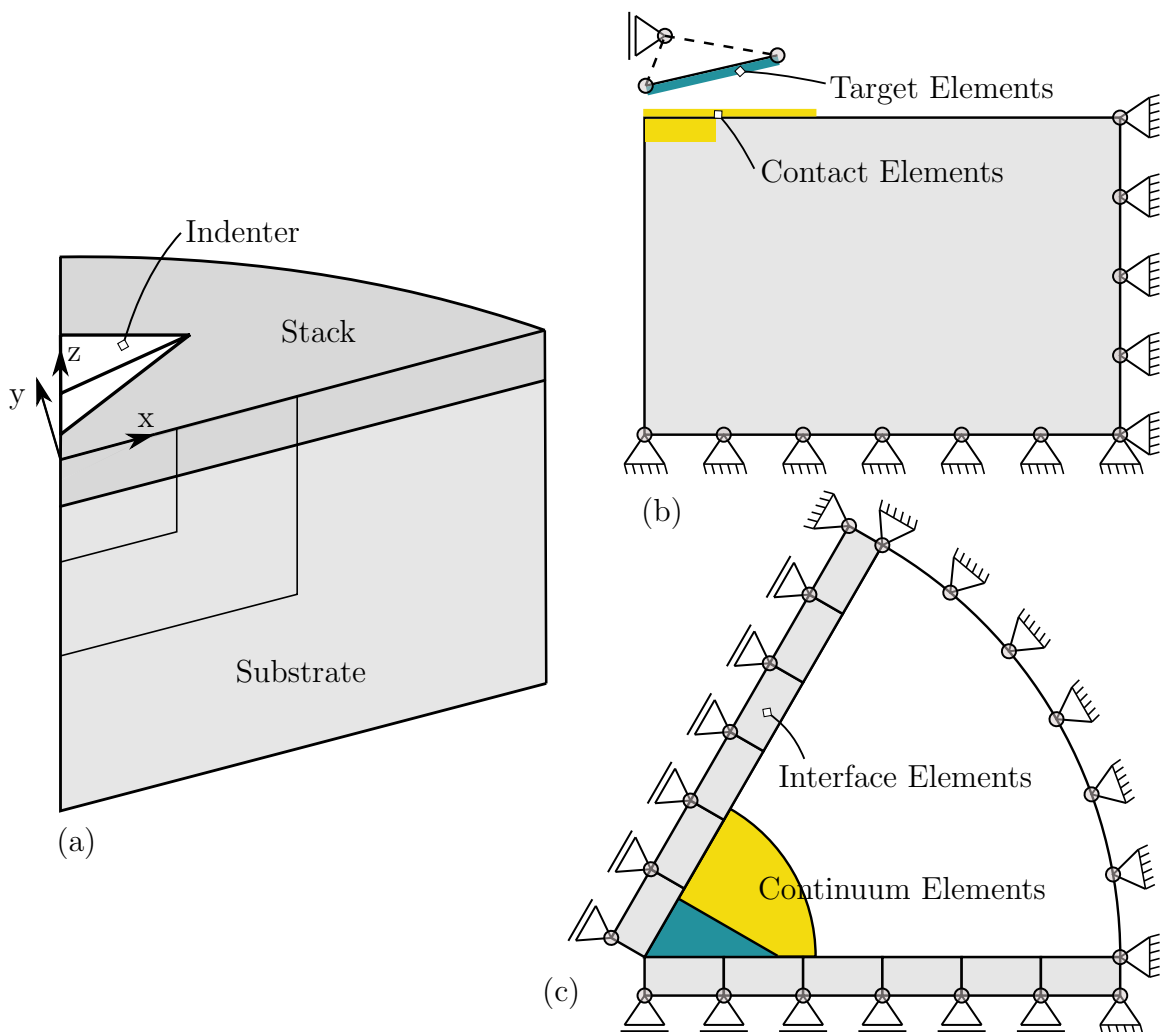 Indenter
Stack
z
y
x
Substrate
(a)
Target Elements
Contact Elements
(b)
Interface Elements
Continuum Elements
(c)